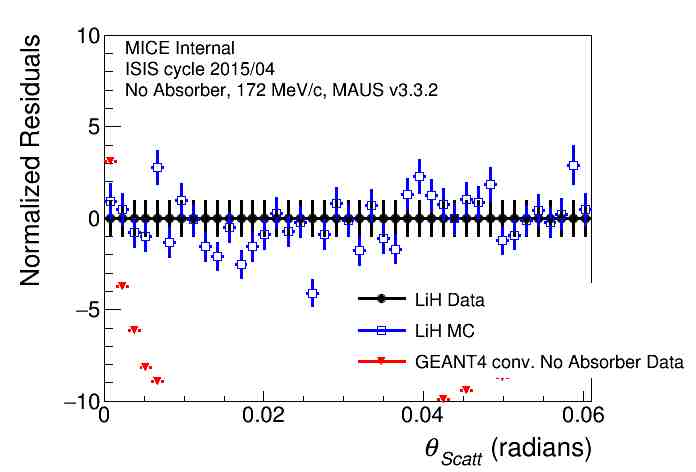 Normalized Residuals
10
5
0
−5
−10
MICE Internal
ISIS cycle 2015/04
No Absorber, 172 MeV/c, MAUS v3.3.2
LiH Data
LiH MC
GEANT4 conv. No Absorber Data
0 0.02 0.04 0.06
θScatt (radians)